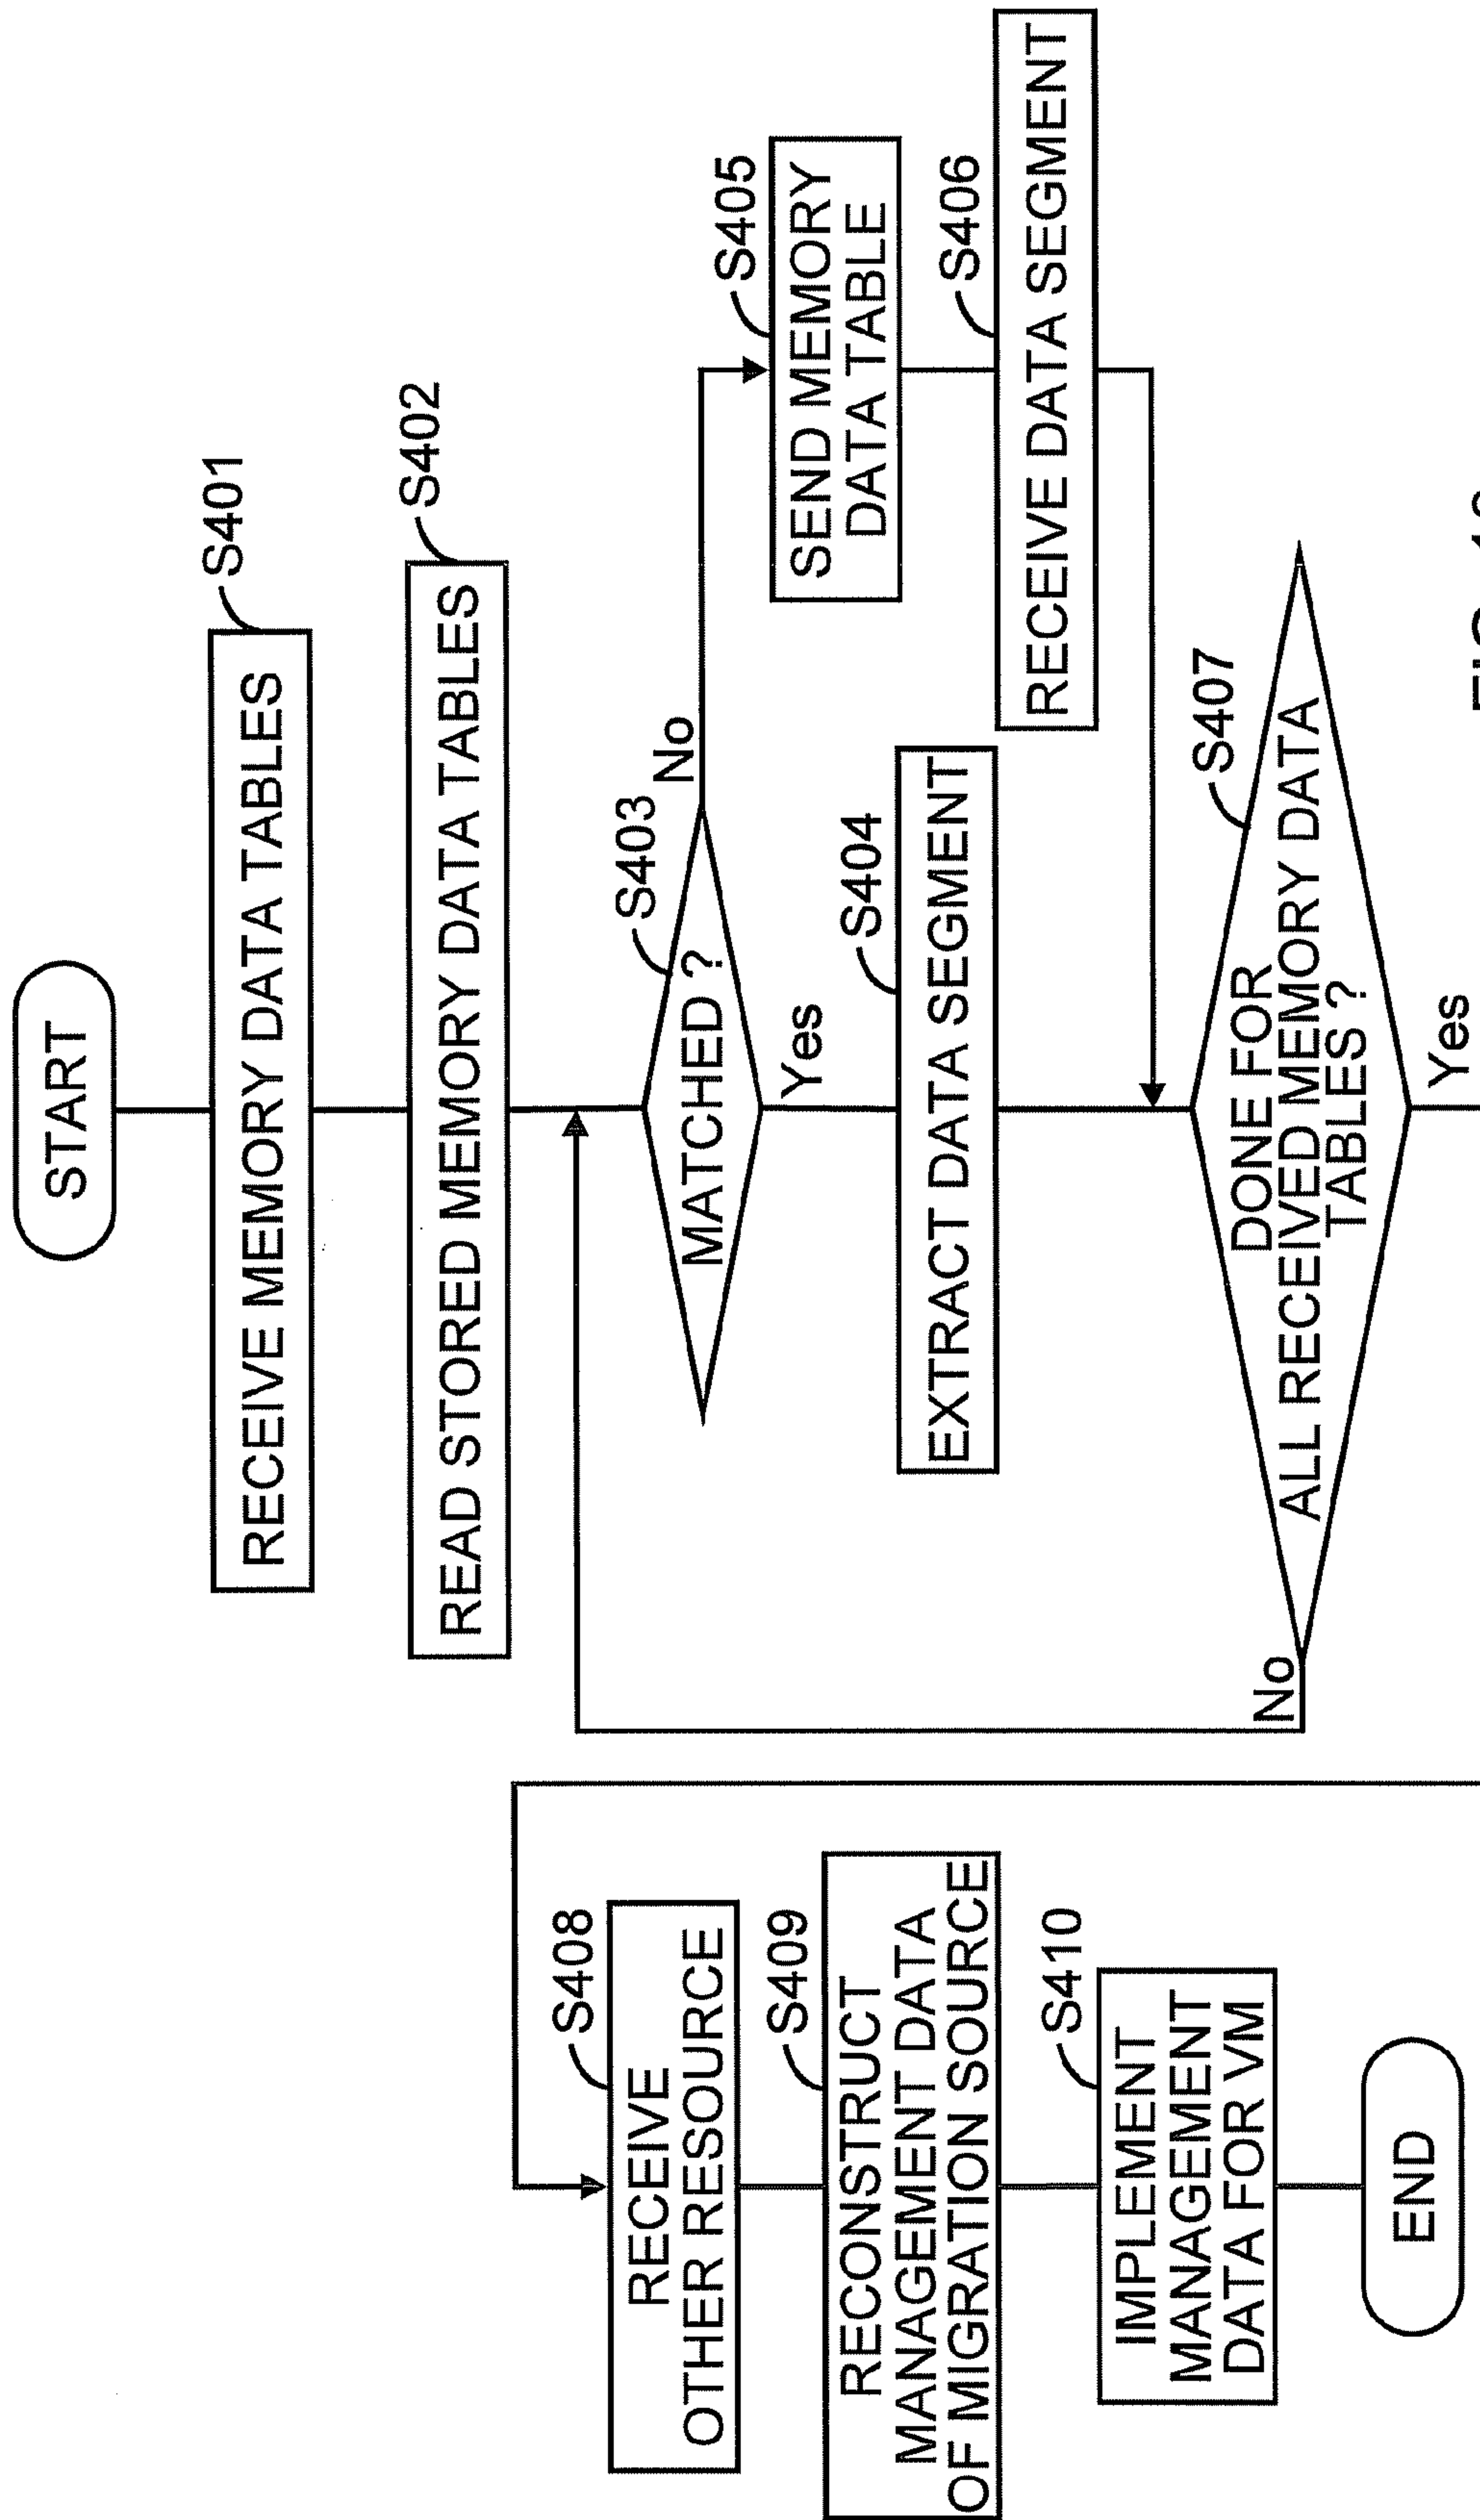 START
S401
RECEIVE MEMORY DATA TABLES
S402
READ STORED MEMORY DATA TABLES
S403
MATCHED ?
No
Yes
S404
EXTRACT DATA SEGMENT
S405
SEND MEMORY
DATA TABLE
S406
RECEIVE DATA SEGMENT
S407
DONE FOR
ALL RECEIVED MEMORY DATA
TABLES ?
No
Yes
S408
RECEIVE
OTHER RESOURCE
S409
RECONSTRUCT
MANAGEMENT DATA
OF MIGRATION SOURCE
S410
IMPLEMENT
MANAGEMENT
DATA FOR VM
END